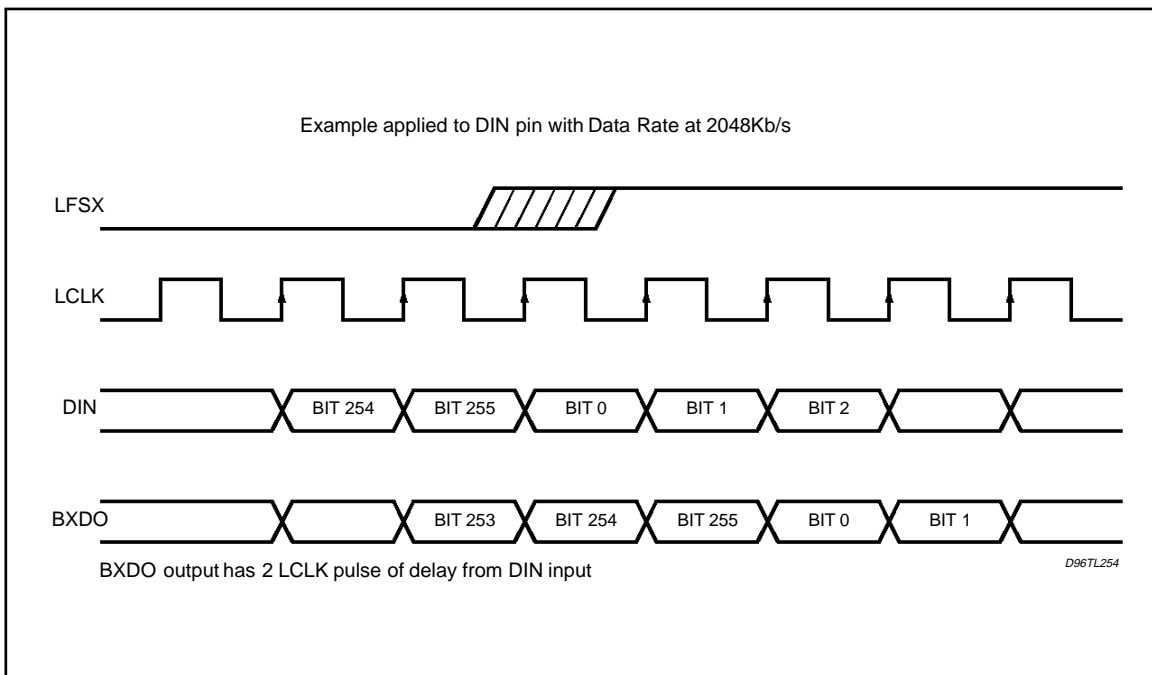 Example applied to DIN pin with Data Rate at 2048Kb/s
LFSX
LCLK
DIN BIT 254 BIT 255 BIT 0 BIT 1 BIT 2
BXDO BIT 253 BIT 254 BIT 255 BIT 0 BIT 1
BXDO output has 2 LCLK pulse of delay from DIN input
D96TL254